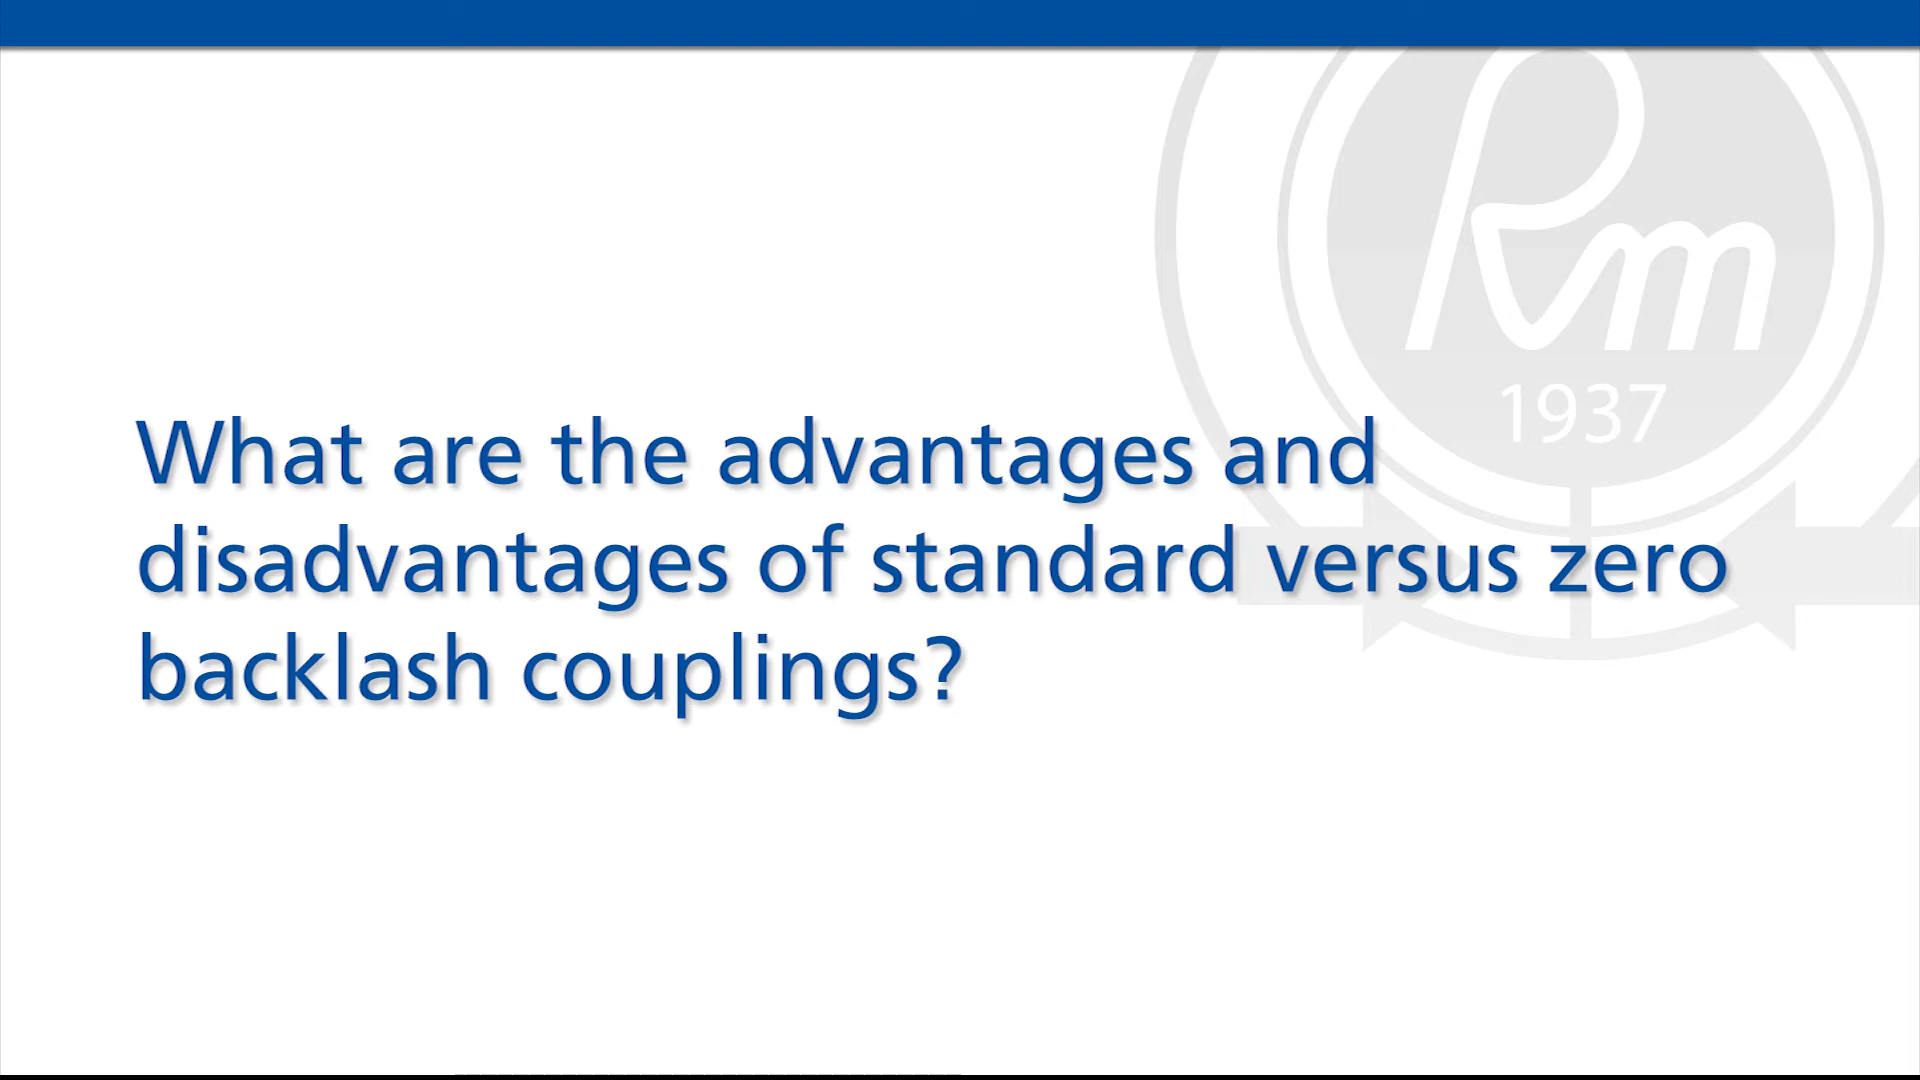 Rm
1937
What are the advantages and
disadvantages of standard versus zero
backlash couplings?